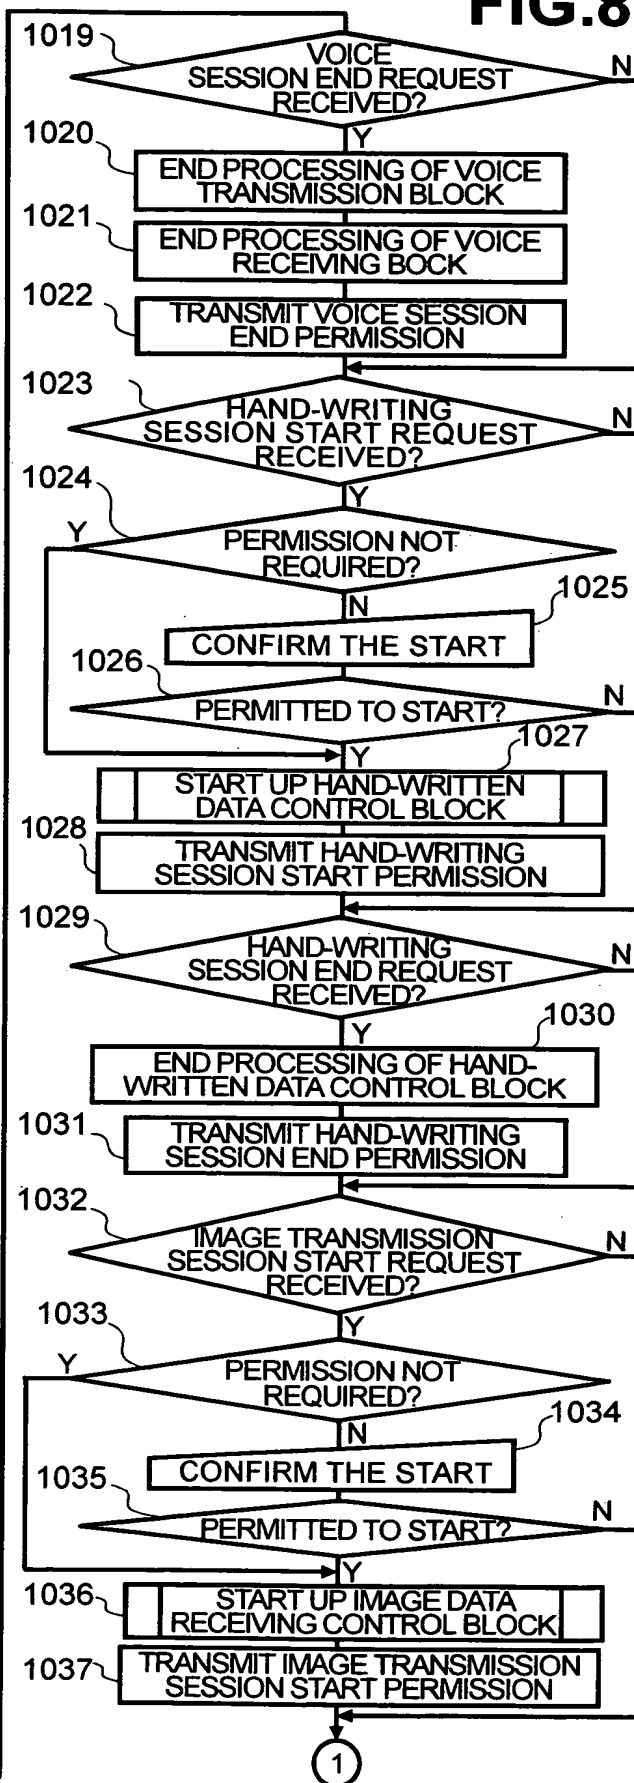 FIG.8
1019
VOICE
SESSION END REQUEST
RECEIVED?
N
Y
1020
END PROCESSING OF VOICE
TRANSMISSION BLOCK
1021
END PROCESSING OF VOICE
RECEIVING BOCK
1022
TRANSMIT VOICE SESSION
END PERMISSION
1023
HAND-WRITING
SESSION START REQUEST
RECEIVED?
N
Y
1024
Y
PERMISSION NOT
REQUIRED?
N
1025
CONFIRM THE START
1026
PERMITTED TO START?
N
Y
1027
START UP HAND-WRITTEN
DATA CONTROL BLOCK
1028
TRANSMIT HAND-WRITING
SESSION START PERMISSION
1029
HAND-WRITING
SESSION END REQUEST
RECEIVED?
N
Y
1030
END PROCESSING OF HAND-
WRITTEN DATA CONTROL BLOCK
1031
TRANSMIT HAND-WRITING
SESSION END PERMISSION
1032
IMAGE TRANSMISSION
SESSION START REQUEST
RECEIVED?
N
Y
1033
Y
PERMISSION NOT
REQUIRED?
N
1034
CONFIRM THE START
1035
PERMITTED TO START?
N
Y
1036
START UP IMAGE DATA
RECEIVING CONTROL BLOCK
1037
TRANSMIT IMAGE TRANSMISSION
SESSION START PERMISSION
1